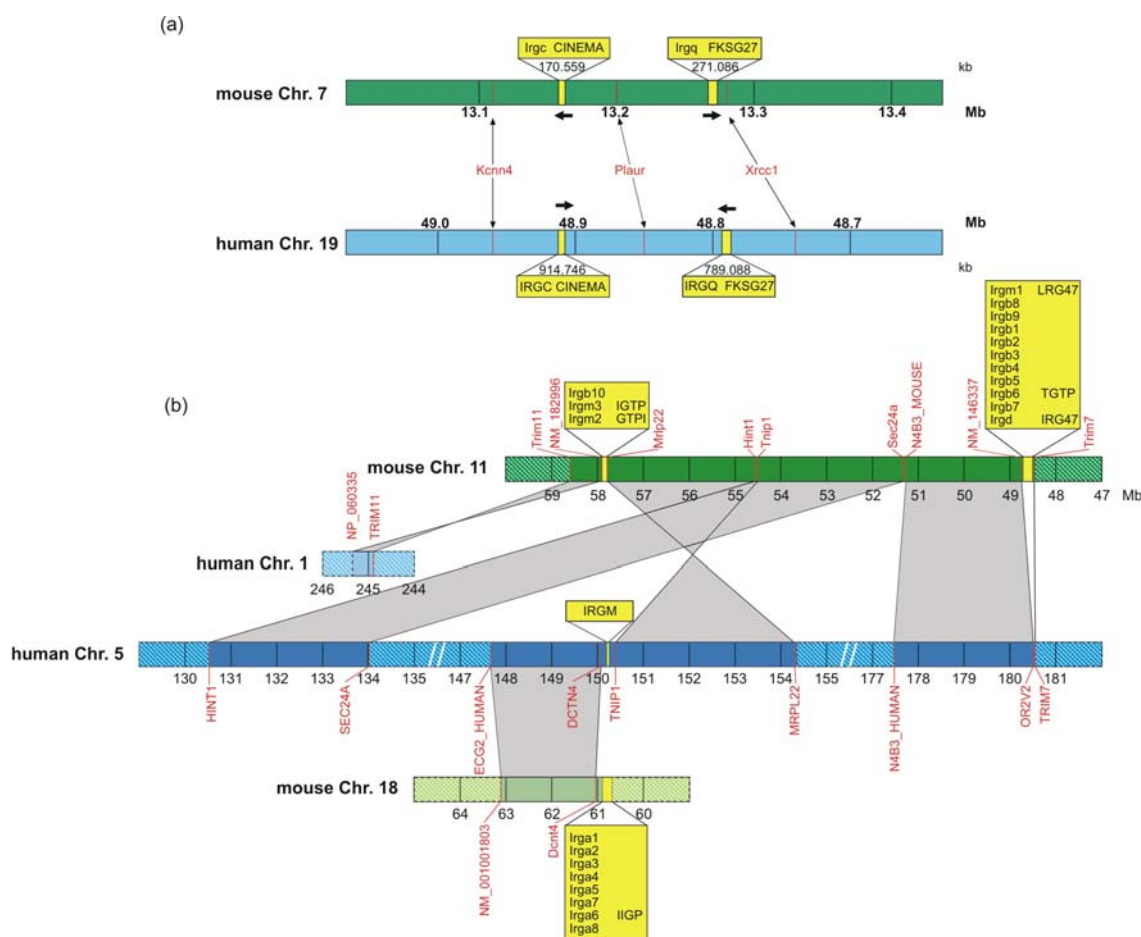 (a)
Irgc CINEMA
Irgq FKSG27
170.559
271.086
kb
mouse Chr. 7
13.1
13.2
13.3
13.4
Mb
Kcnn4
Plaur
Xrcc1
49.0
48.9
48.8
48.7
Mb
human Chr. 19
914.746
789.088
kb
IRGC CINEMA
IRGQ FKSG27
(b)
Irgm1 LRG47
Irgb8
Irgb9
Irgb1
Irgb2
Irgb3
Irgb4
Irgb5
Irgb6 TGTP
Irgb7
Irgd IRG47
Irgb10
Irgm3 IGTP
Irgm2 GTPI
Trim11
NM_182996
Mrlp22
Hint1
Tnip1
Sec24a
N4B3_MOUSE
NM_146337
Trim7
mouse Chr. 11
59
58
57
56
55
54
53
52
51
50
49
48
47
Mb
NP_060335
TRIM11
human Chr. 1
246
245
244
IRGM
human Chr. 5
130
131
132
133
134
135
147
148
149
150
151
152
153
154
155
177
178
179
180
181
HINT1
SEC24A
ECG2_HUMAN
DCTN4
TNIP1
MRPL22
N4B3_HUMAN
OR2V2
TRIM7
mouse Chr. 18
64
63
62
61
60
NM_001001803
Dcnt4
Irga1
Irga2
Irga3
Irga4
Irga5
Irga7
Irga6 IIGP
Irga8